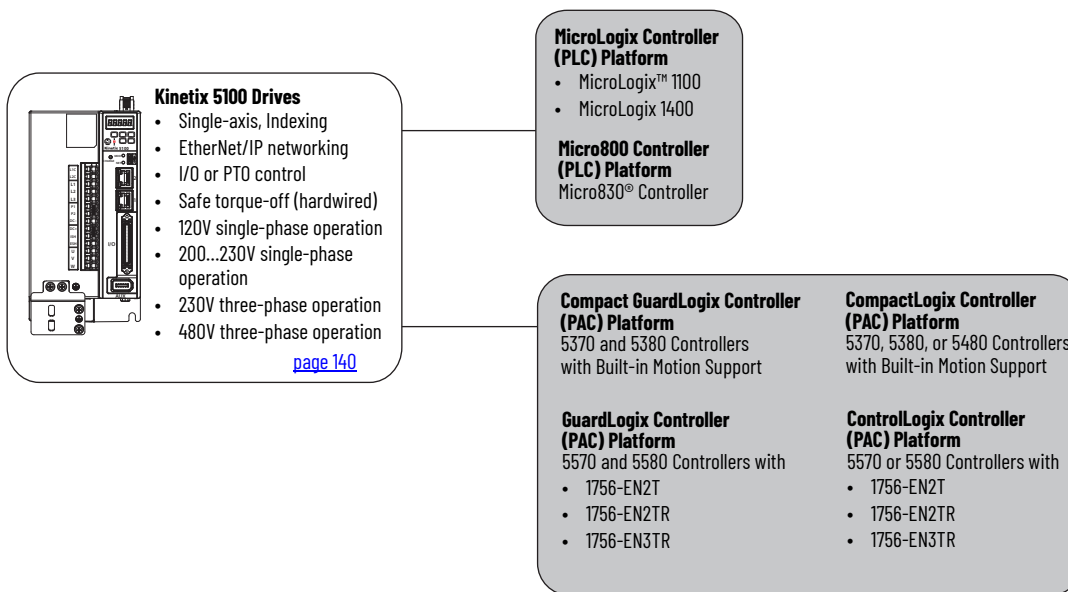 Kinetix 5100 Drives
• Single-axis, Indexing
• EtherNet/IP networking
• I/O or PTO control
• Safe torque-off (hardwired)
• 120V single-phase operation
• 200...230V single-phase
operation
• 230V three-phase operation
• 480V three-phase operation
page 140
I/O
MicroLogix Controller
(PLC) Platform
• MicroLogix™ 1100
• MicroLogix 1400
Micro800 Controller
(PLC) Platform
Micro830® Controller
Compact GuardLogix Controller
(PAC) Platform
5370 and 5380 Controllers
with Built-in Motion Support
CompactLogix Controller
(PAC) Platform
5370, 5380, or 5480 Controllers
with Built-in Motion Support
GuardLogix Controller
(PAC) Platform
5570 and 5580 Controllers with
• 1756-EN2T
• 1756-EN2TR
• 1756-EN3TR
ControlLogix Controller
(PAC) Platform
5570 or 5580 Controllers with
• 1756-EN2T
• 1756-EN2TR
• 1756-EN3TR